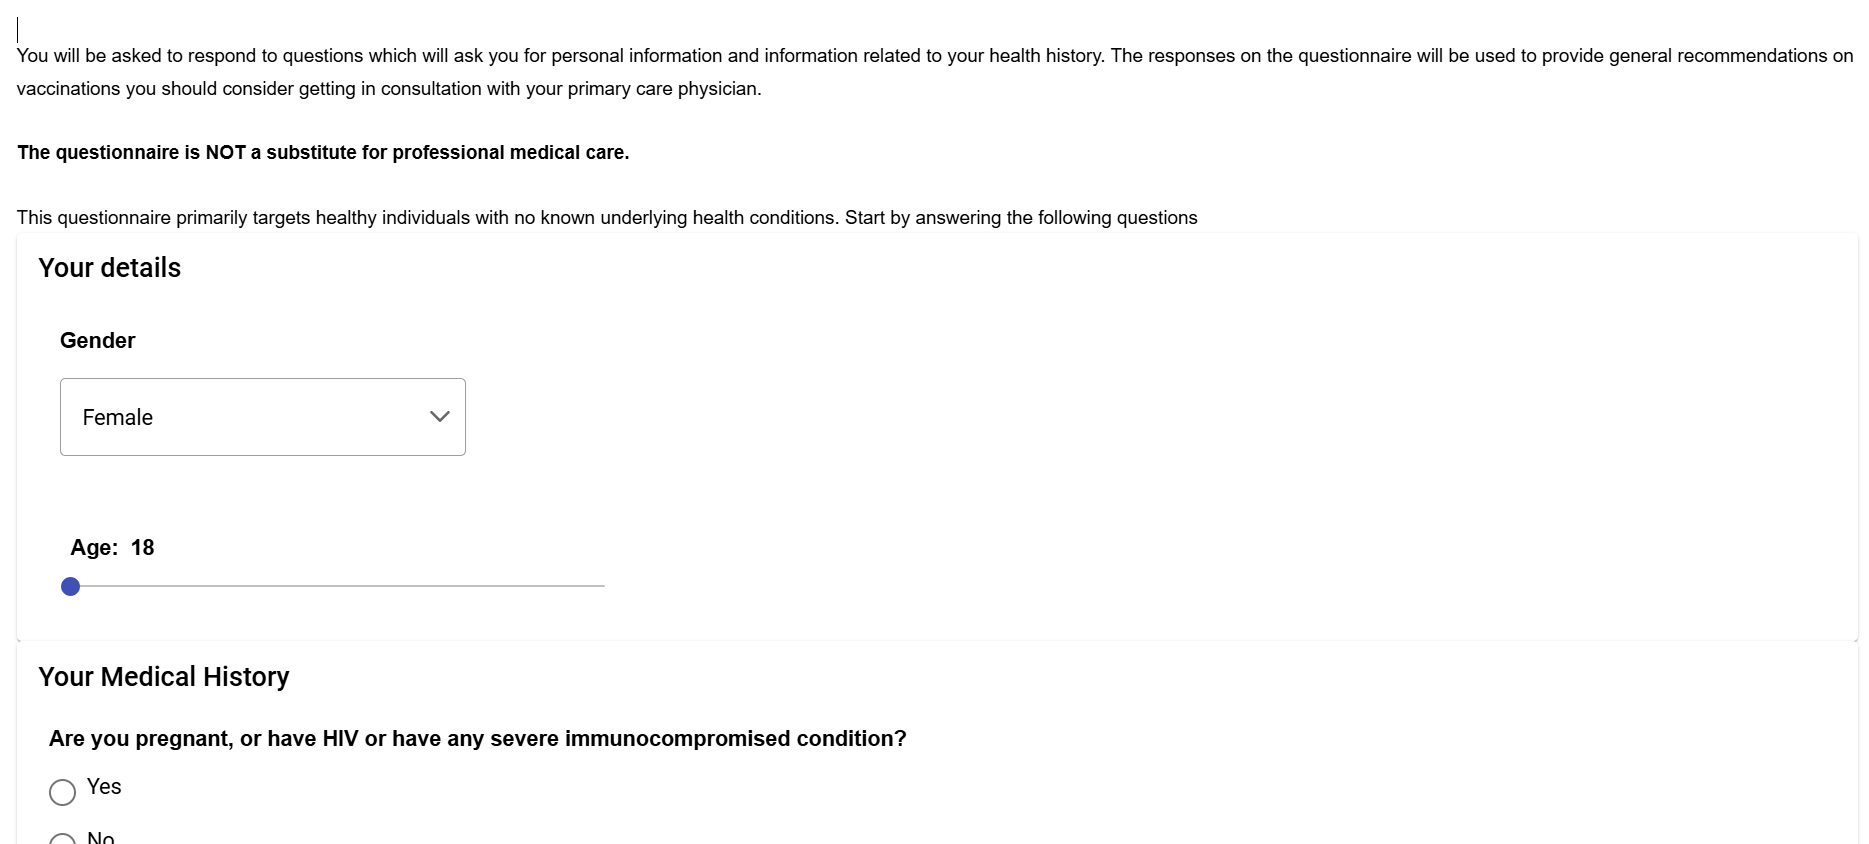 You will be asked to respond to questions which will ask you for personal information and information related to your health history. The responses on the questionnaire will be used to provide general recommendations on
vaccinations you should consider getting in consultation with your primary care physician.
The questionnaire is NOT a substitute for professional medical care.
This questionnaire primarily targets healthy individuals with no known underlying health conditions. Start by answering the following questions
Your details
Gender
Female
Age: 18
Your Medical History
Are you pregnant, or have HIV or have any severe immunocompromised condition?
Yes
No